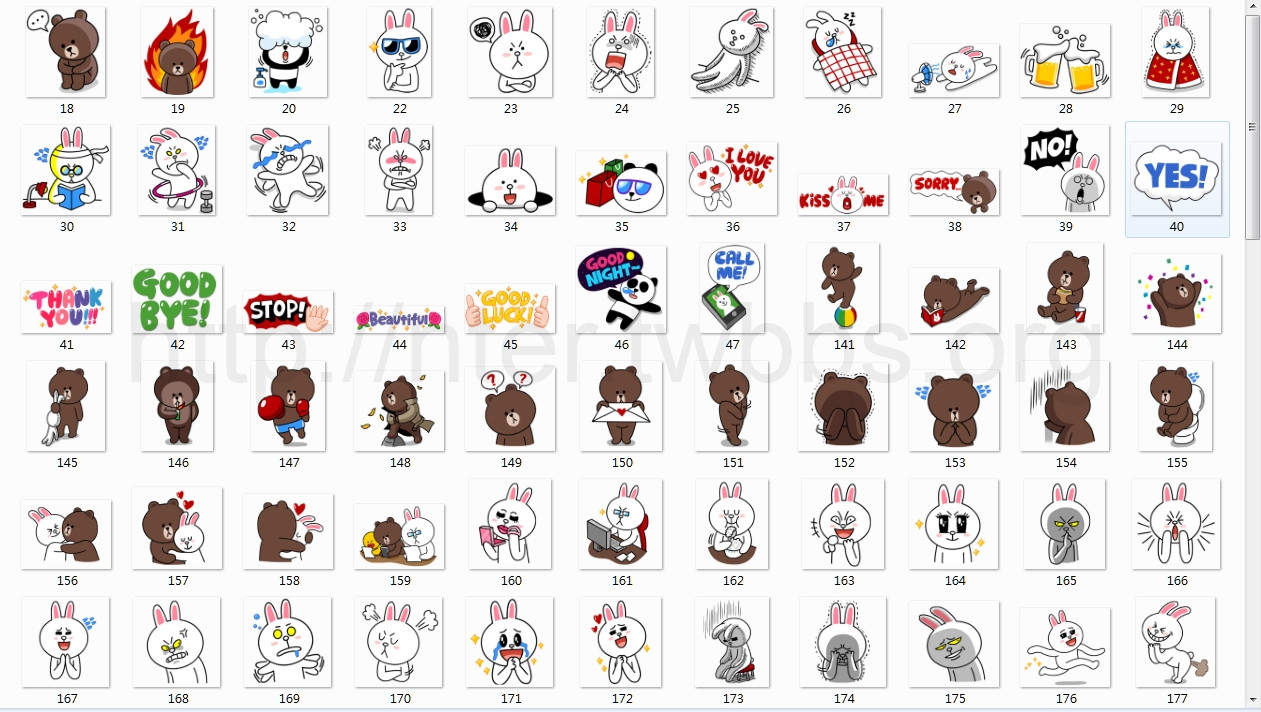 zz
18 19 20 22 23 24 25 26 27 28 29
NO!
YES!
I LOVE
YOU
KiSS ME
SORRY
30 31 32 33 34 35 36 37 38 39 40
THANK
YOU!!!
GOOD
BYE!
STOP!
Beautiful
GOOD
LUCK!
GOOD
NIGHT~
CALL
ME!
41 42 43 44 45 46 47 141 142 143 144
? ?
145 146 147 148 149 150 151 152 153 154 155
156 157 158 159 160 161 162 163 164 165 166
167 168 169 170 171 172 173 174 175 176 177